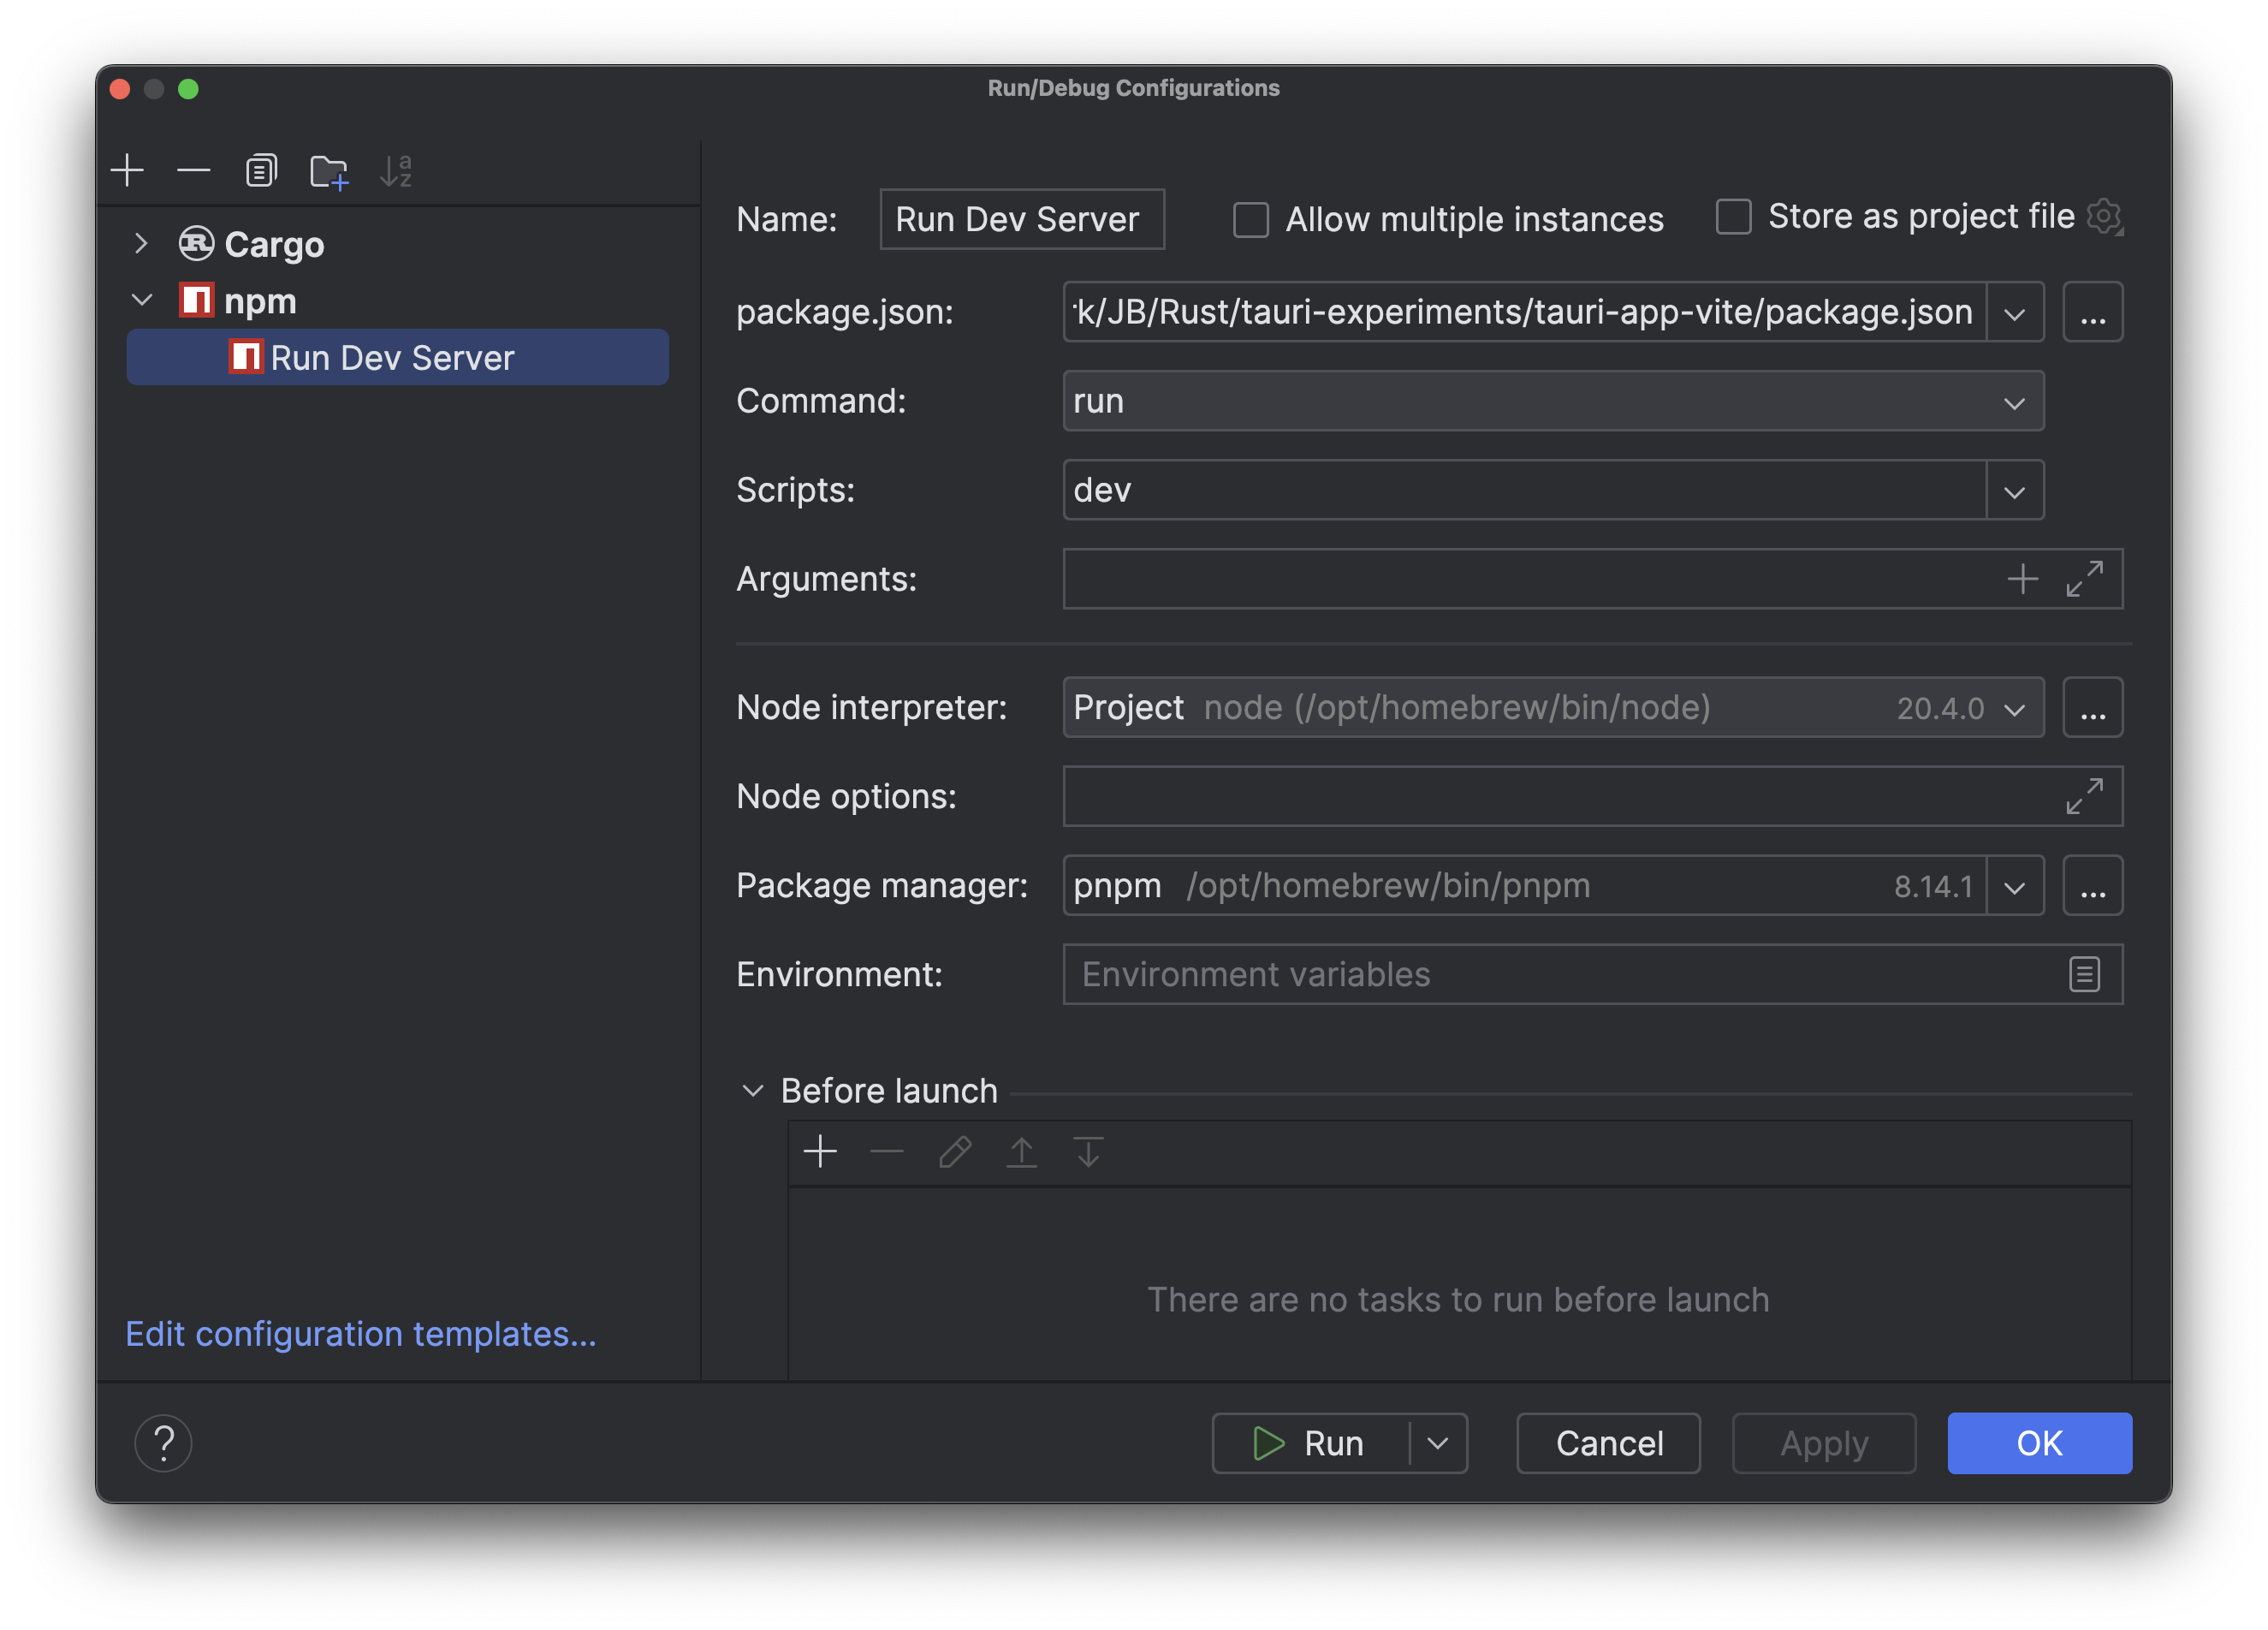 Run/Debug Configurations
Cargo
npm
Run Dev Server
Edit configuration templates...
Name: Run Dev Server Allow multiple instances Store as project file
package.json: k/JB/Rust/tauri-experiments/tauri-app-vite/package.json ...
Command: run
Scripts: dev
Arguments:
Node interpreter: Project node (/opt/homebrew/bin/node) 20.4.0 ...
Node options:
Package manager: pnpm /opt/homebrew/bin/pnpm 8.14.1 ...
Environment: Environment variables
Before launch
There are no tasks to run before launch
? Run Cancel Apply OK